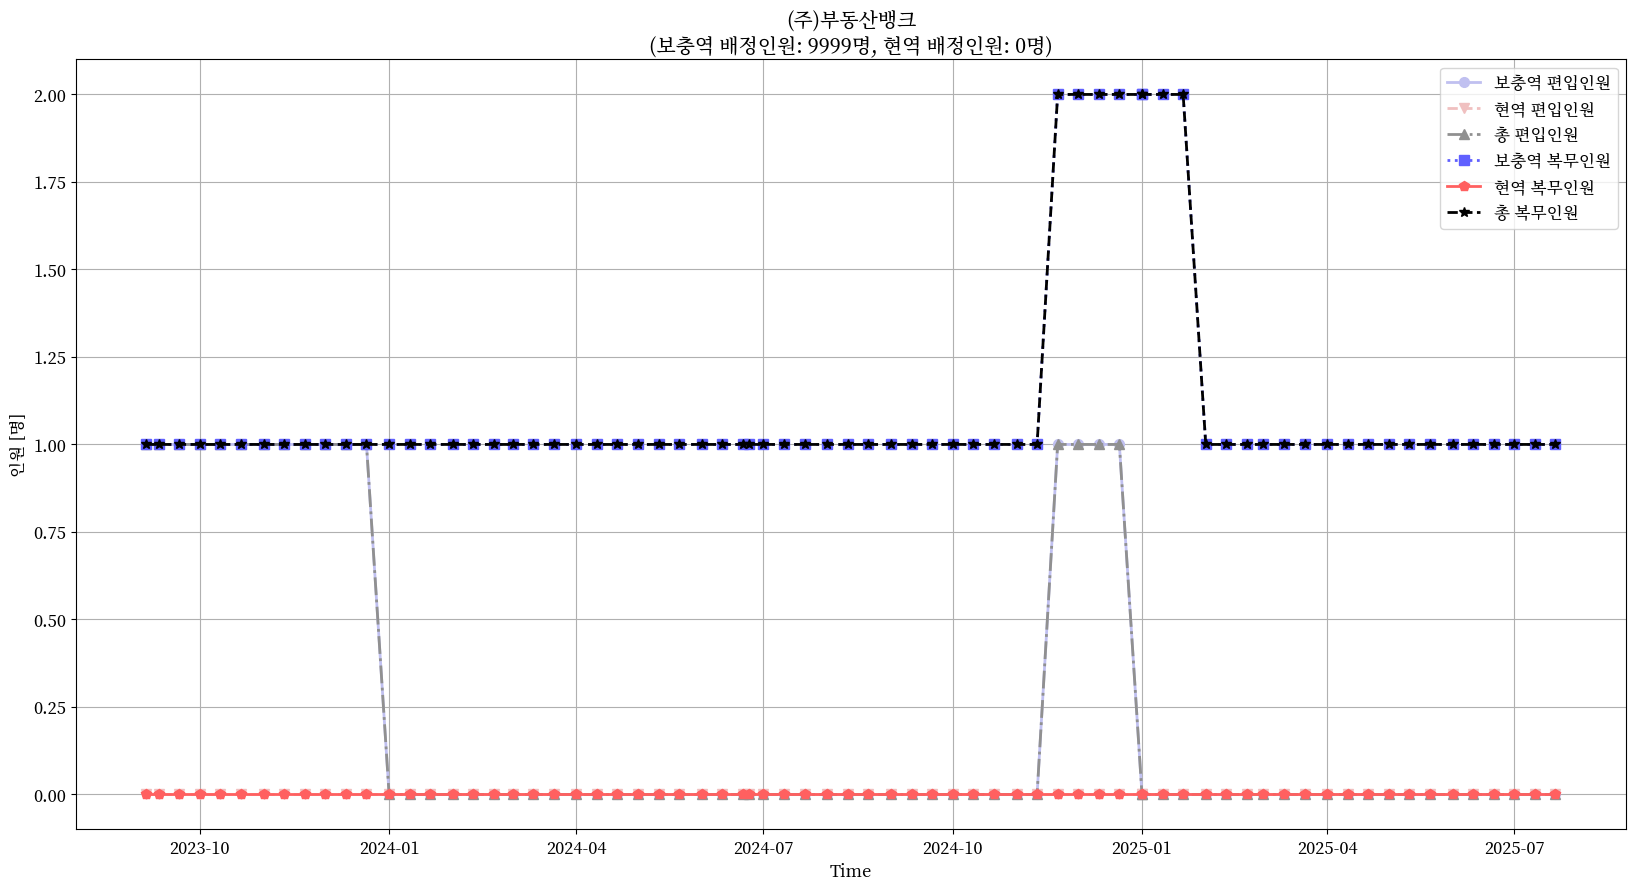 (주)부동산뱅크
(보충역 배정인원: 9999명, 현역 배정인원: 0명)
보충역 편입인원
현역 편입인원
총 편입인원
보충역 복무인원
현역 복무인원
총 복무인원
인원 [명]
2.00
1.75
1.50
1.25
1.00
0.75
0.50
0.25
0.00
2023-10
2024-01
2024-04
2024-07
2024-10
2025-01
2025-04
2025-07
Time